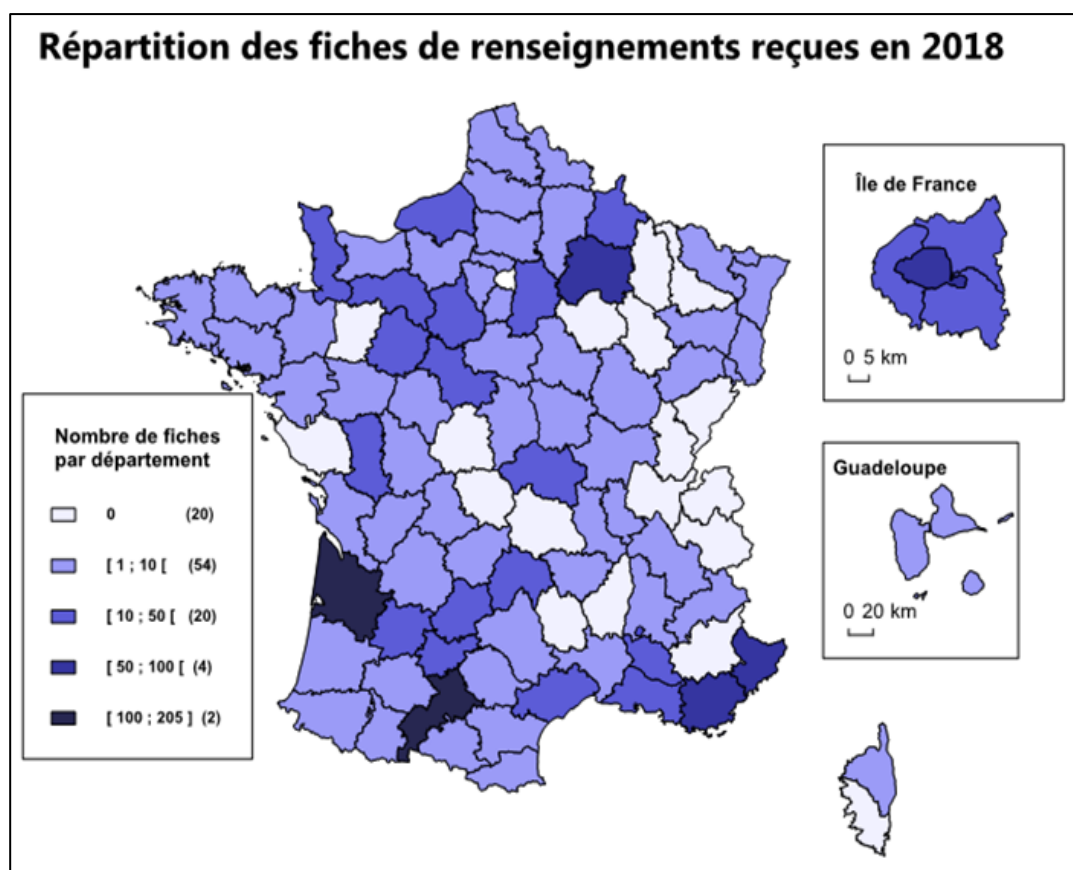 Répartition des fiches de renseignements reçues en 2018
Île de France
0 5 km
Guadeloupe
0 20 km
Nombre de fiches
par département
0 (20)
[ 1 ; 10 [ (54)
[ 10 ; 50 [ (20)
[ 50 ; 100 [ (4)
[ 100 ; 205 ] (2)